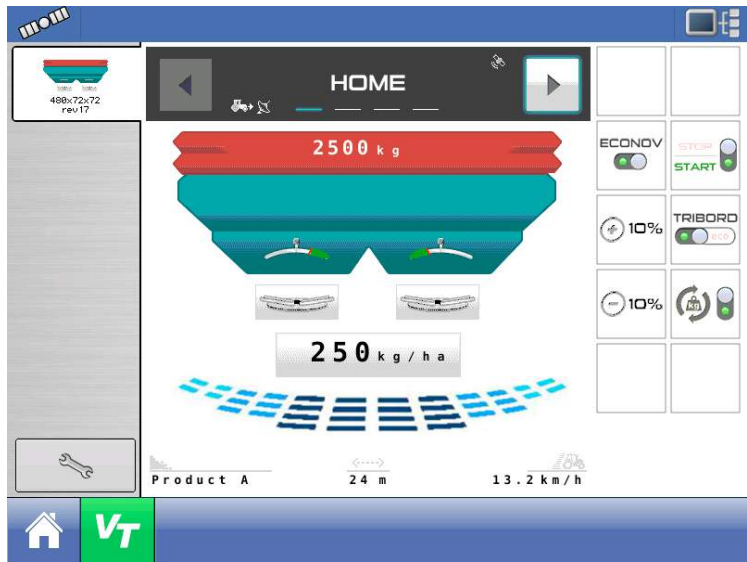 HOME
480x72x72
rev17
2500 kg
ECONOV
STOP
START
10%
TRIBORD
eco
10%
kg
250 kg/ha
Product A
24 m
13.2 km/h
VT